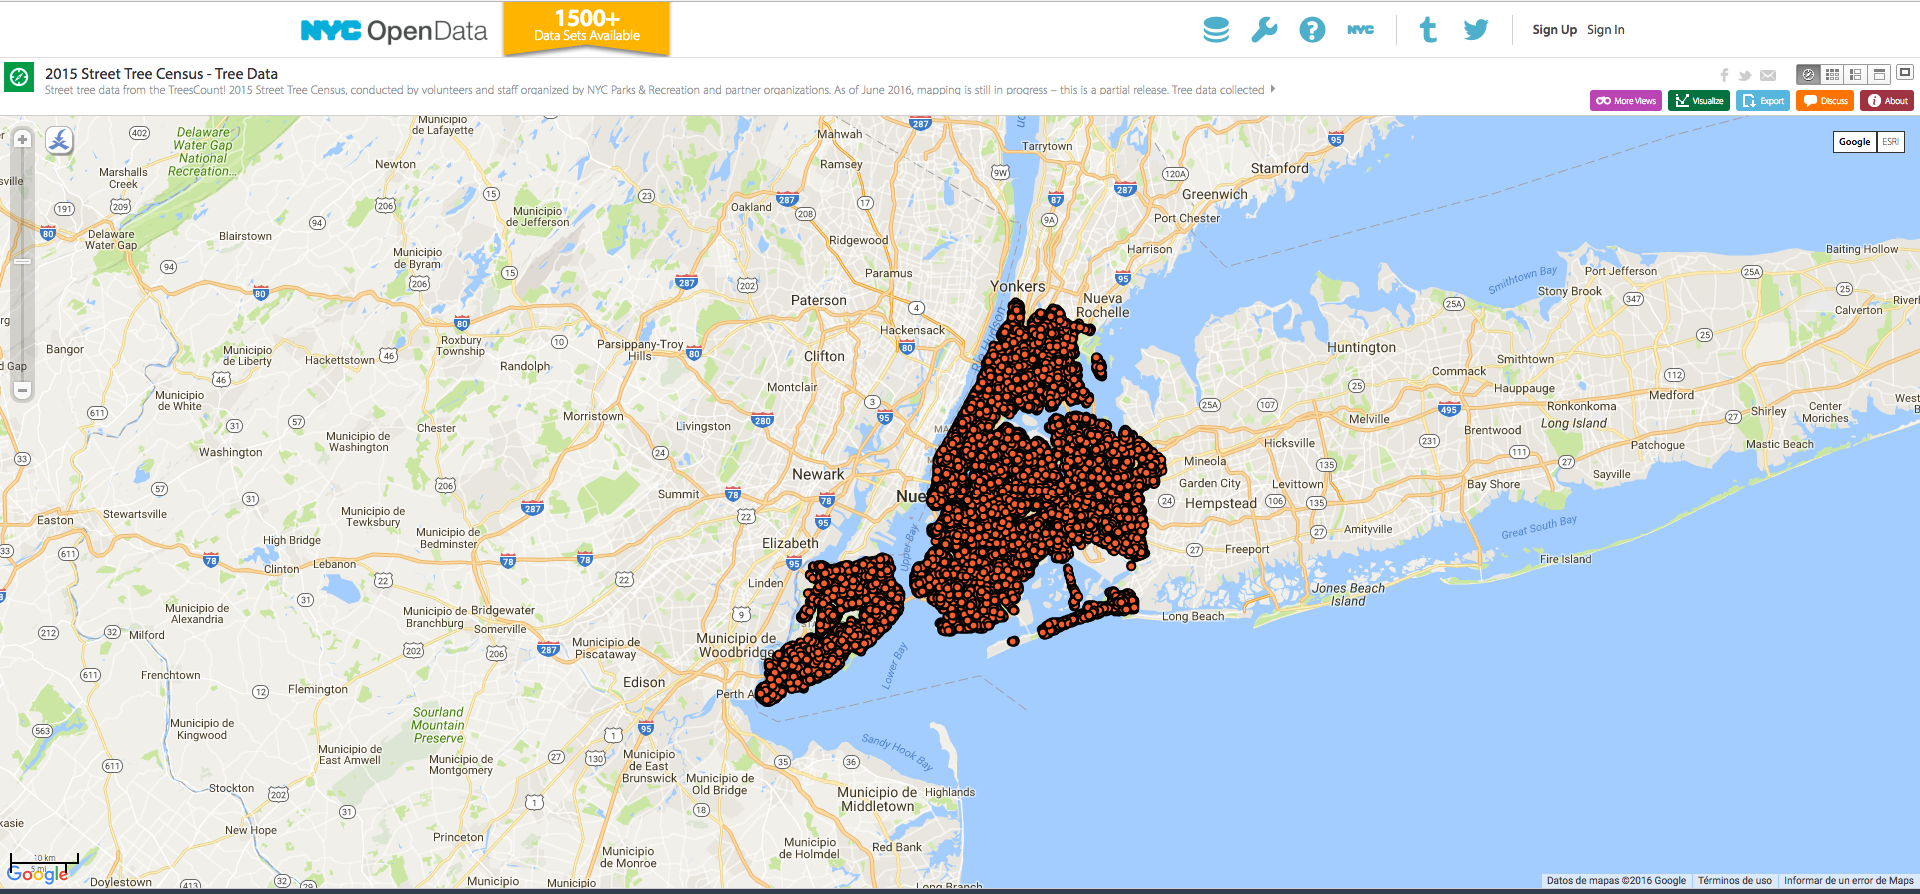 NYC OpenData
1500+
Data Sets Available
NYC
Sign Up Sign In
2015 Street Tree Census - Tree Data
Street tree data from the TreesCount! 2015 Street Tree Census, conducted by volunteers and staff organized by NYC Parks & Recreation and partner organizations. As of June 2016, mapping is still in progress – this is a partial release. Tree data collected
More Views
Visualize
Export
Discuss
About
Google
ESRI
Municipio
de Lafayette
Delaware
Water Gap
National
Recreation...
Mahwah
Ramsey
Tarrytown
Stamford
Greenwich
Port Chester
Harrison
Newton
Marshalls
Creek
Oakland
Municipio
de Jefferson
Delaware
Water Gap
Blairstown
Ridgewood
Municipio
de Byram
Paramus
Yonkers
Nueva
Rochelle
Paterson
Hackensack
Smithtown Bay
Port Jefferson
Baiting Hollow
Stony Brook
Calverton
Bangor
Municipio
de Liberty
Hackettstown
Roxbury
Township
Randolph
Parsippany-Troy
Hills
Clifton
Montclair
Huntington
Smithtown
Commack
Hauppauge
Medford
Municipio
de White
Chester
Morristown
Livingston
Melville
Ronkonkoma
Long Island
Shirley
Center
Moriches
Washington
Municipio de
Washington
Hicksville
Brentwood
Patchogue
Mastic Beach
Newark
Mineola
Garden City
Levittown
Hempstead
Bay Shore
Sayville
Summit
Easton
Stewartsville
Municipio de
Tewksbury
Municipio de
Bedminster
High Bridge
Elizabeth
Upper Bay
Amityville
Freeport
Great South Bay
Fire Island
Clinton
Lebanon
Linden
Jones Beach
Island
Long Beach
Municipio de
Alexandria
Municipio de
Branchburg
Bridgewater
Somerville
Milford
Municipio de
Piscataway
Municipio de
Woodbridge
Lower Bay
Frenchtown
Flemington
Edison
Sourland
Mountain
Preserve
Municipio de
Kingwood
Municipio de
East Amwell
Municipio de
Montgomery
Municipio
de East
Brunswick
Municipio de
Old Bridge
Sandy Hook Bay
Stockton
Municipio de
Middletown
Highlands
New Hope
Princeton
Municipio
de Monroe
Municipio
de Holmdel
Red Bank
10 km
5 mi
Google
Doylestown
Municipio
Municipio
Long Branch
Datos de mapas ©2016 Google
Términos de uso
Informar de un error de Maps